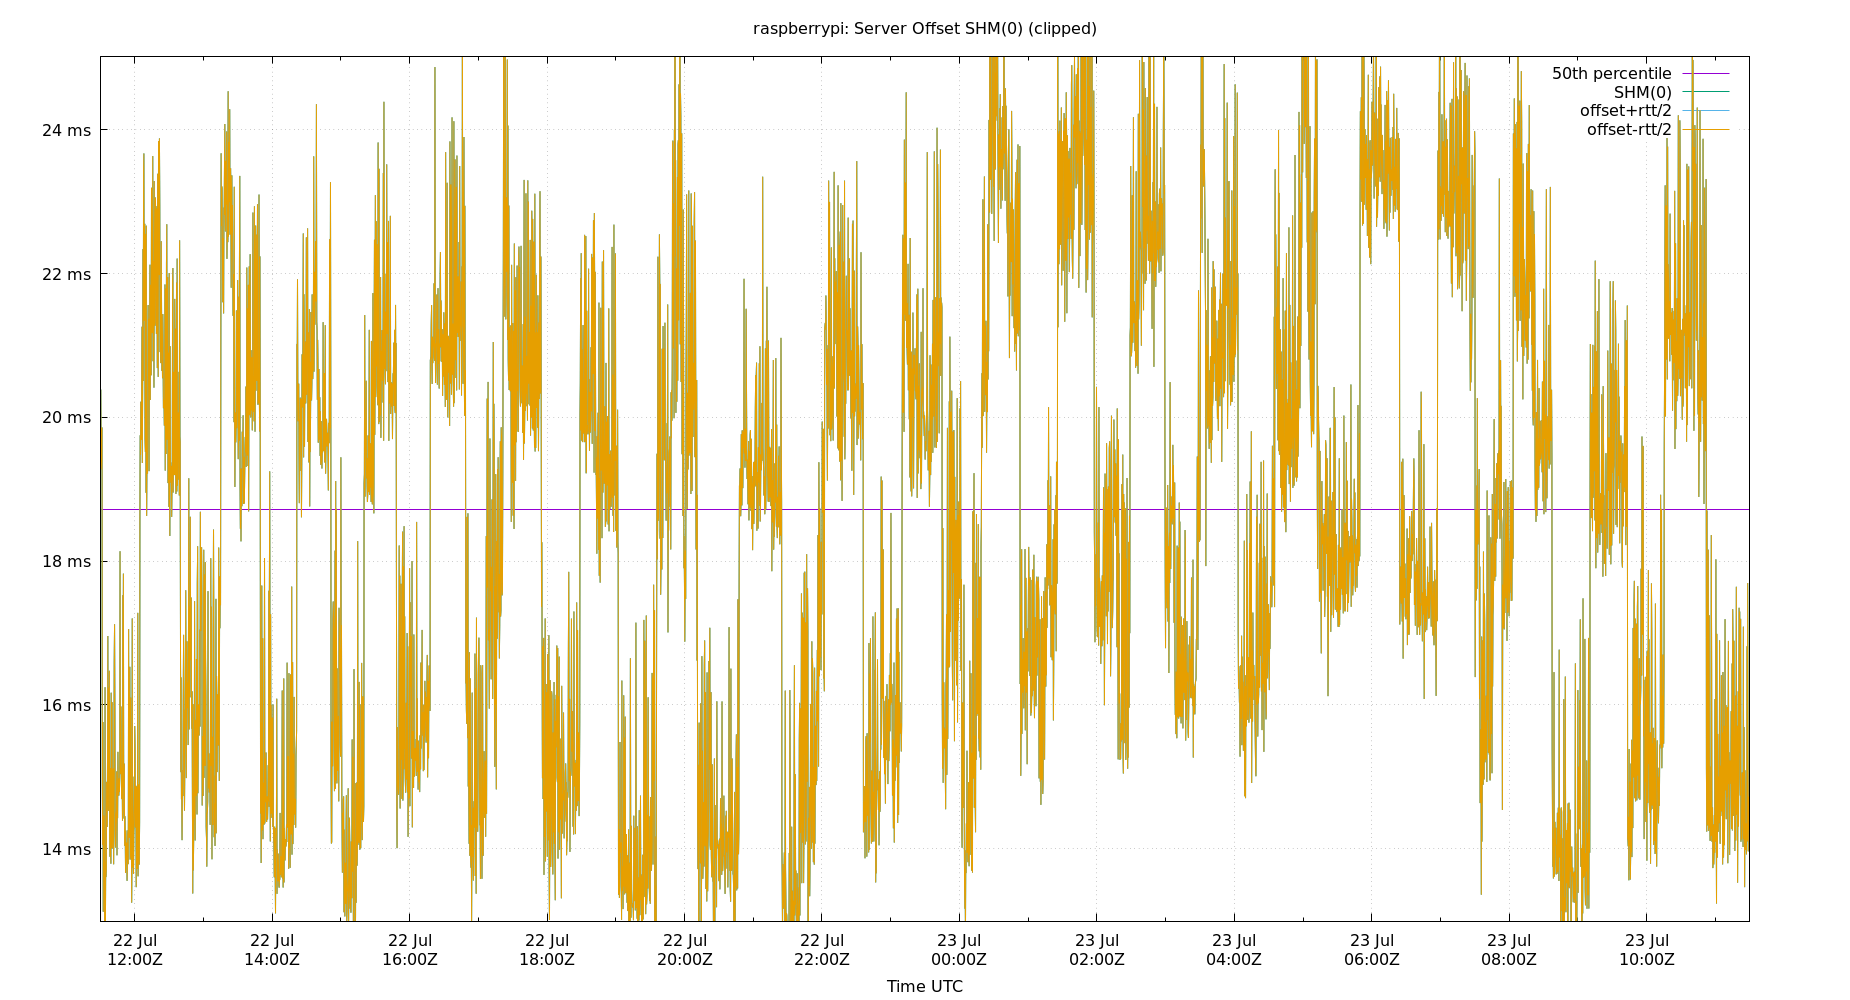 raspberrypi: Server Offset SHM(0) (clipped)
50th percentile
SHM(0)
offset+rtt/2
offset-rtt/2
24 ms
22 ms
20 ms
18 ms
16 ms
14 ms
22 Jul 22 Jul 22 Jul 22 Jul 22 Jul 22 Jul 23 Jul 23 Jul 23 Jul 23 Jul 23 Jul 23 Jul
12:00Z 14:00Z 16:00Z 18:00Z 20:00Z 22:00Z 00:00Z 02:00Z 04:00Z 06:00Z 08:00Z 10:00Z
Time UTC